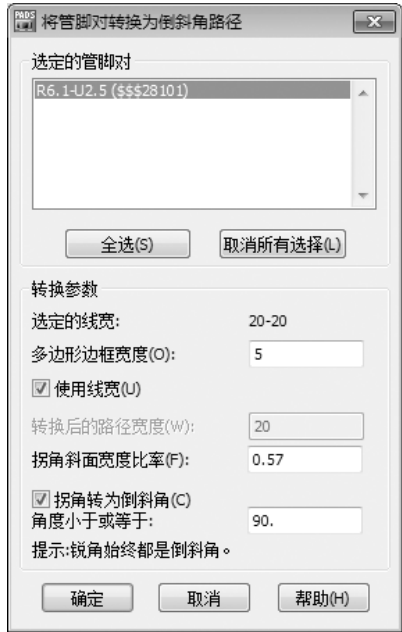 PADS
将管脚对转换为倒斜角路径
选定的管脚对
R6.1-U2.5 ($$$28101)
全选(S) 取消所有选择(L)
转换参数
选定的线宽: 20-20
多边形边框宽度(O): 5
使用线宽(U)
转换后的路径宽度(W): 20
拐角斜面宽度比率(F): 0.57
拐角转为倒斜角(C)
角度小于或等于: 90.
提示:锐角始终都是倒斜角。
确定 取消 帮助(H)